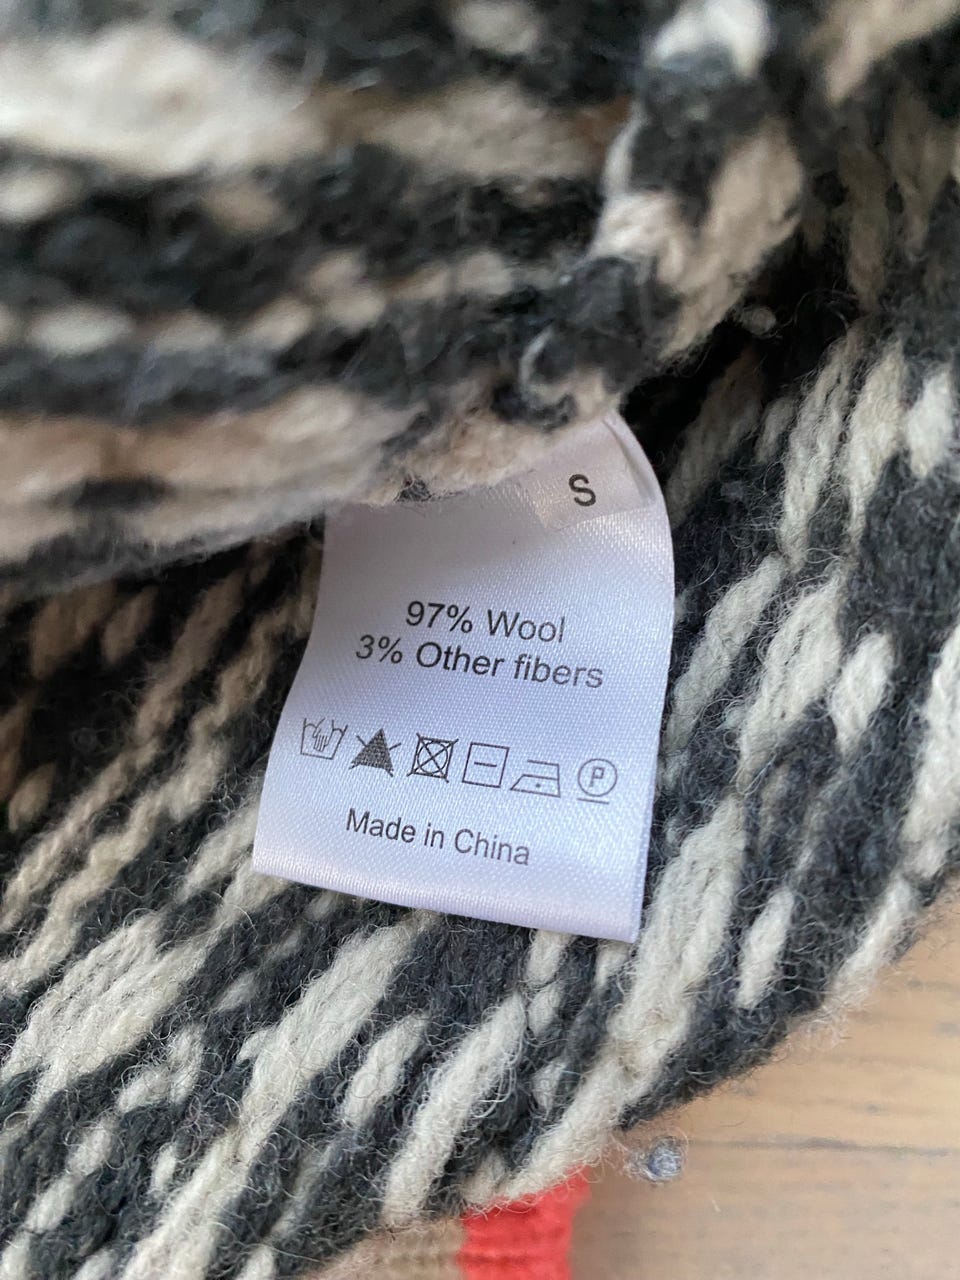 S
97% Wool
3% Other fibers
P
Made in China